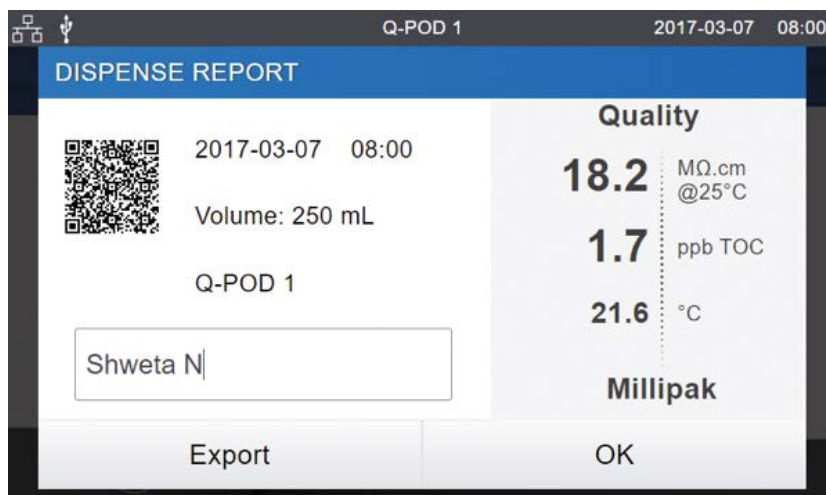 Q-POD 1 2017-03-07 08:00
DISPENSE REPORT
2017-03-07 08:00
Volume: 250 mL
Q-POD 1
Shweta N
Quality
18.2 MΩ.cm
@25°C
1.7 ppb TOC
21.6 °C
Millipak
Export OK